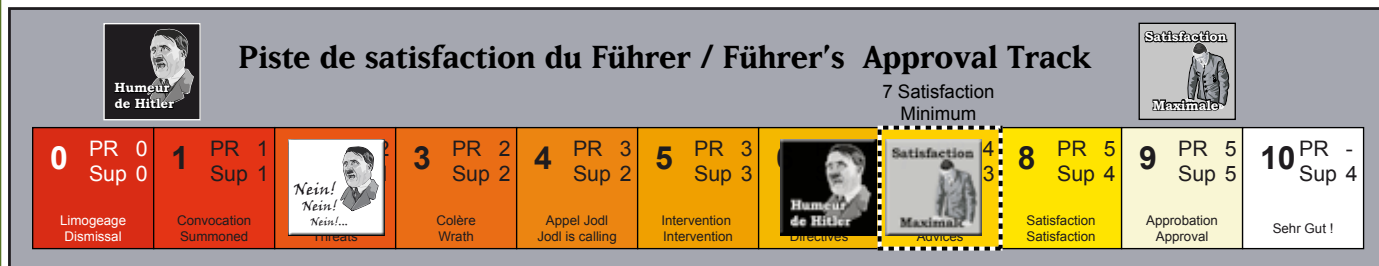 Humeur
de Hitler
Piste de satisfaction du Führer / Führer's Approval Track
Satisfaction
Maximale
7 Satisfaction
Minimum
0 PR 0
Sup 0
Limogeage
Dismissal
1 PR 1
Sup 1
Convocation
Summoned
Nein!
Nein!
Nein!...
Threats
3 PR 2
Sup 2
Colère
Wrath
4 PR 3
Sup 2
Appel Jodl
Jodl is calling
5 PR 3
Sup 3
Intervention
Intervention
Humeur
de Hitler
Directives
Satisfaction 4
3
Maximale
Advices
8 PR 5
Sup 4
Satisfaction
Satisfaction
9 PR 5
Sup 5
Approbation
Approval
10 PR -
Sup 4
Sehr Gut !